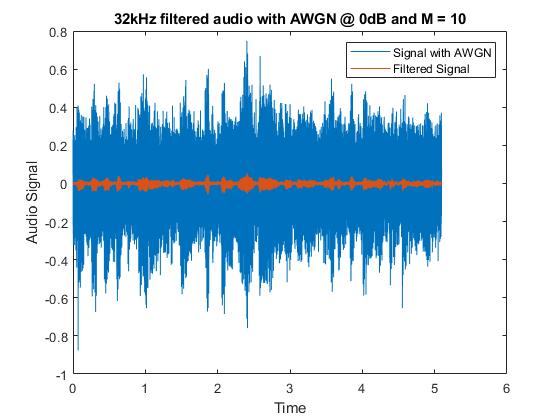 32kHz filtered audio with AWGN @ 0dB and M = 10
Signal with AWGN
Filtered Signal
Audio Signal
0.8
0.6
0.4
0.2
0
-0.2
-0.4
-0.6
-0.8
-1
0 1 2 3 4 5 6
Time